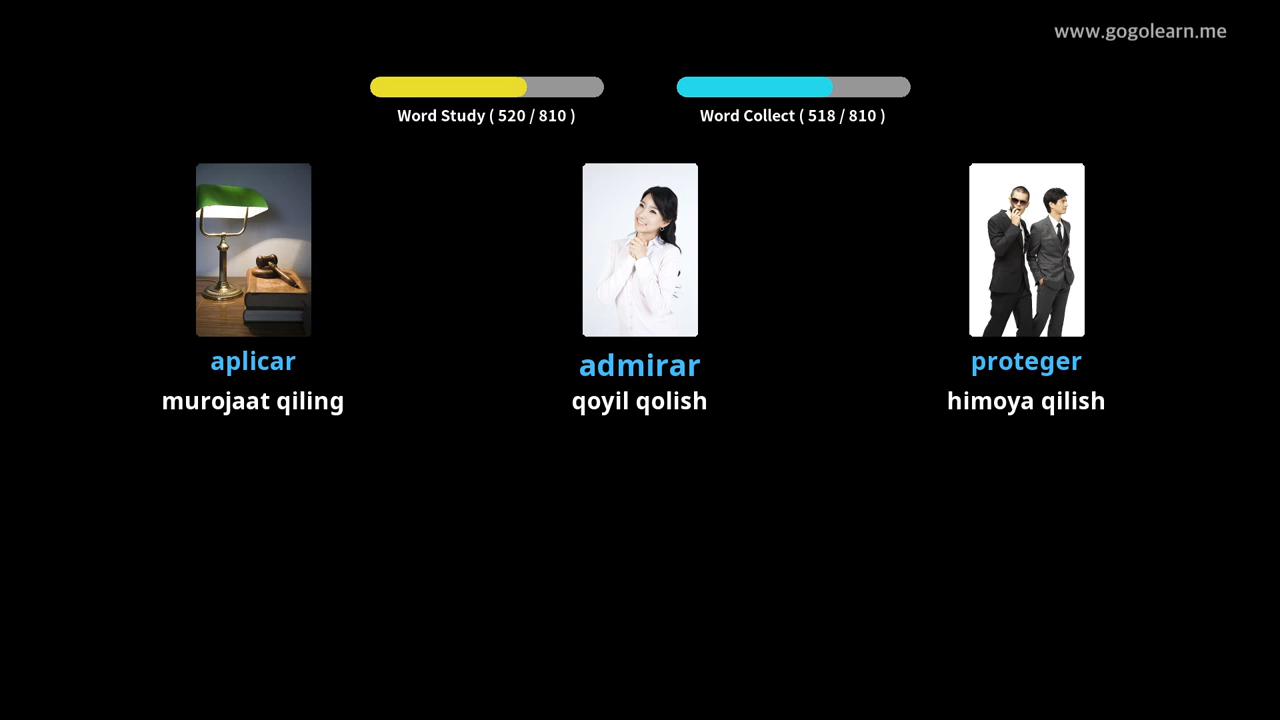 www.gogolearn.me
Word Study ( 520 / 810 )
Word Collect ( 518 / 810 )
aplicar
admirar
proteger
murojaat qiling
qoyil qolish
himoya qilish